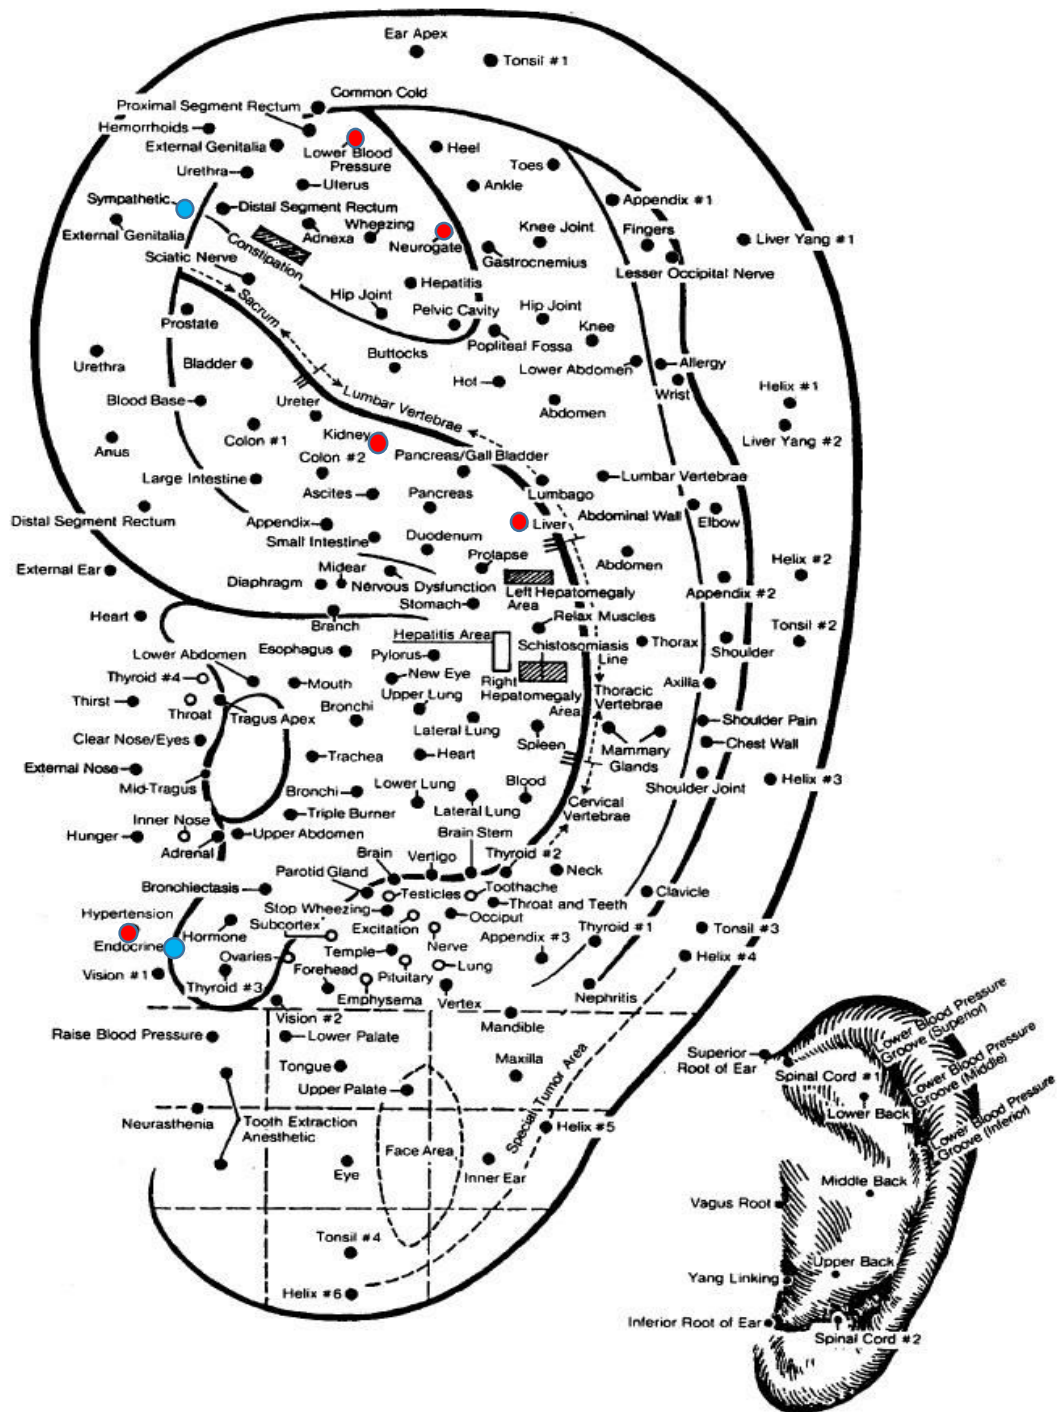 Ear Apex
Tonsil #1
Common Cold
Proximal Segment Rectum
Hemorrhoids
External Genitalia
Lower Blood
Pressure
Heel
Toes
Urethra
Uterus
Ankle
Sympathetic
Distal Segment Rectum
Appendix #1
External Genitalia
Adnexa
Wheezing
Knee Joint
Fingers
Liver Yang #1
Constipation
Neurogate
Gastrocnemius
Lesser Occipital Nerve
Sciatic Nerve
Hepatitis
Sacrum
Hip Joint
Pelvic Cavity
Hip Joint
Prostate
Knee
Popliteal Fossa
Buttocks
Urethra
Bladder
Hot
Lower Abdomen
Allergy
Wrist
Helix #1
Lumbar Vertebrae
Blood Base
Ureter
Abdomen
Colon #1
Kidney
Liver Yang #2
Anus
Colon #2
Pancreas/Gall Bladder
Large Intestine
Ascites
Pancreas
Lumbago
Lumbar Vertebrae
Distal Segment Rectum
Appendix
Liver
Abdominal Wall
Elbow
Small Intestine
Duodenum
Prolapse
Abdomen
Helix #2
External Ear
Midear
Diaphragm
Nervous Dysfunction
Left Hepatomegaly
Area
Appendix #2
Stomach
Heart
Branch
Relax Muscles
Hepatitis Area
Schistosomiasis
Line
Thorax
Shoulder
Tonsil #2
Lower Abdomen
Esophagus
Pylorus
Thyroid #4
Mouth
New Eye
Right
Hepatomegaly
Area
Thoracic
Vertebrae
Axilla
Thirst
Throat
Tragus Apex
Bronchi
Upper Lung
Lateral Lung
Shoulder Pain
Clear Nose/Eyes
Trachea
Heart
Spleen
Mammary
Glands
Chest Wall
External Nose
Mid-Tragus
Bronchi
Lower Lung
Blood
Shoulder Joint
Helix #3
Lateral Lung
Cervical
Vertebrae
Inner Nose
Triple Burner
Hunger
Adrenal
Upper Abdomen
Brain Stem
Brain
Vertigo
Thyroid #2
Parotid Gland
Neck
Bronchiectasis
Testicles
Toothache
Throat and Teeth
Clavicle
Hypertension
Stop Wheezing
Occiput
Subcortex
Excitation
Hormone
Endocrine
Temple
Nerve
Appendix #3
Thyroid #1
Tonsil #3
Ovaries
Helix #4
Vision #1
Thyroid #3
Forehead
Pituitary
Lung
Emphysema
Vertex
Nephritis
Vision #2
Raise Blood Pressure
Lower Palate
Mandible
Tongue
Maxilla
Upper Palate
Special Tumor Area
Neurasthenia
Tooth Extraction
Anesthetic
Helix #5
Face Area
Eye
Inner Ear
Tonsil #4
Helix #6
Lower Blood Pressure
Groove (Superior)
Superior
Root of Ear
Spinal Cord #1
Lower Blood Pressure
Groove (Middle)
Lower Back
Lower Blood Pressure
Groove (Inferior)
Middle Back
Vagus Root
Upper Back
Yang Linking
Inferior Root of Ear
Spinal Cord #2